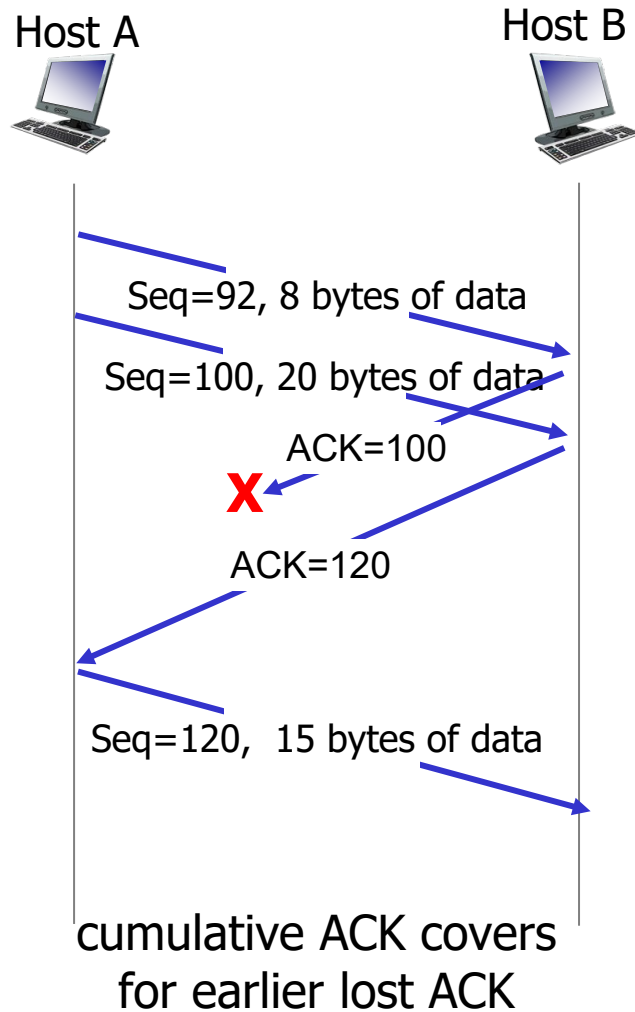 Host A
Host B
Seq=92, 8 bytes of data
Seq=100, 20 bytes of data
ACK=100
X
ACK=120
Seq=120, 15 bytes of data
cumulative ACK covers
for earlier lost ACK